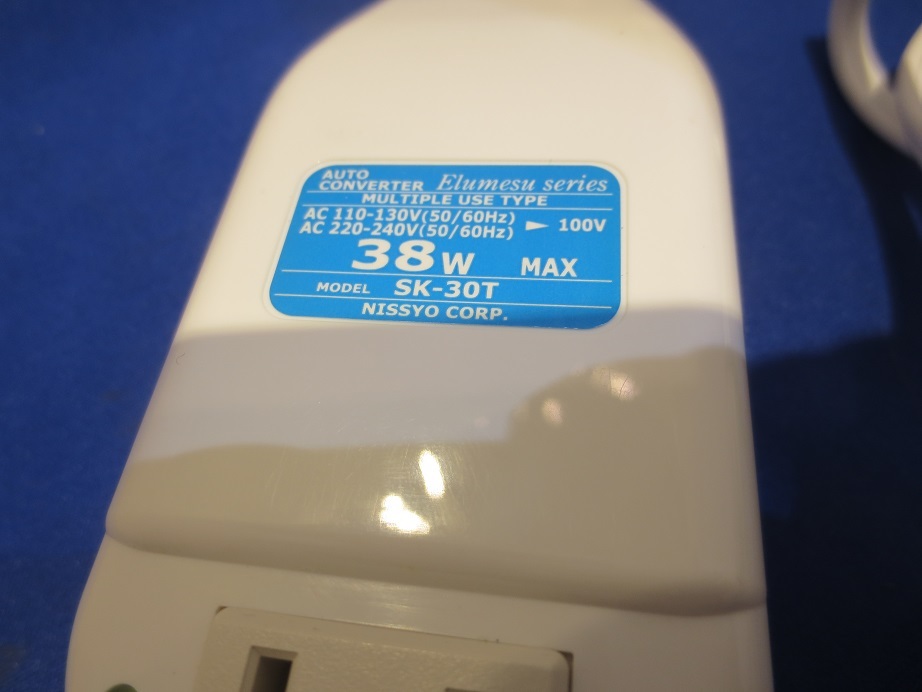 AUTO
CONVERTER Elumesu series
MULTIPLE USE TYPE
AC 110-130V(50/60Hz)
AC 220-240V(50/60Hz) ► 100V
38W MAX
MODEL SK-30T
NISSYO CORP.